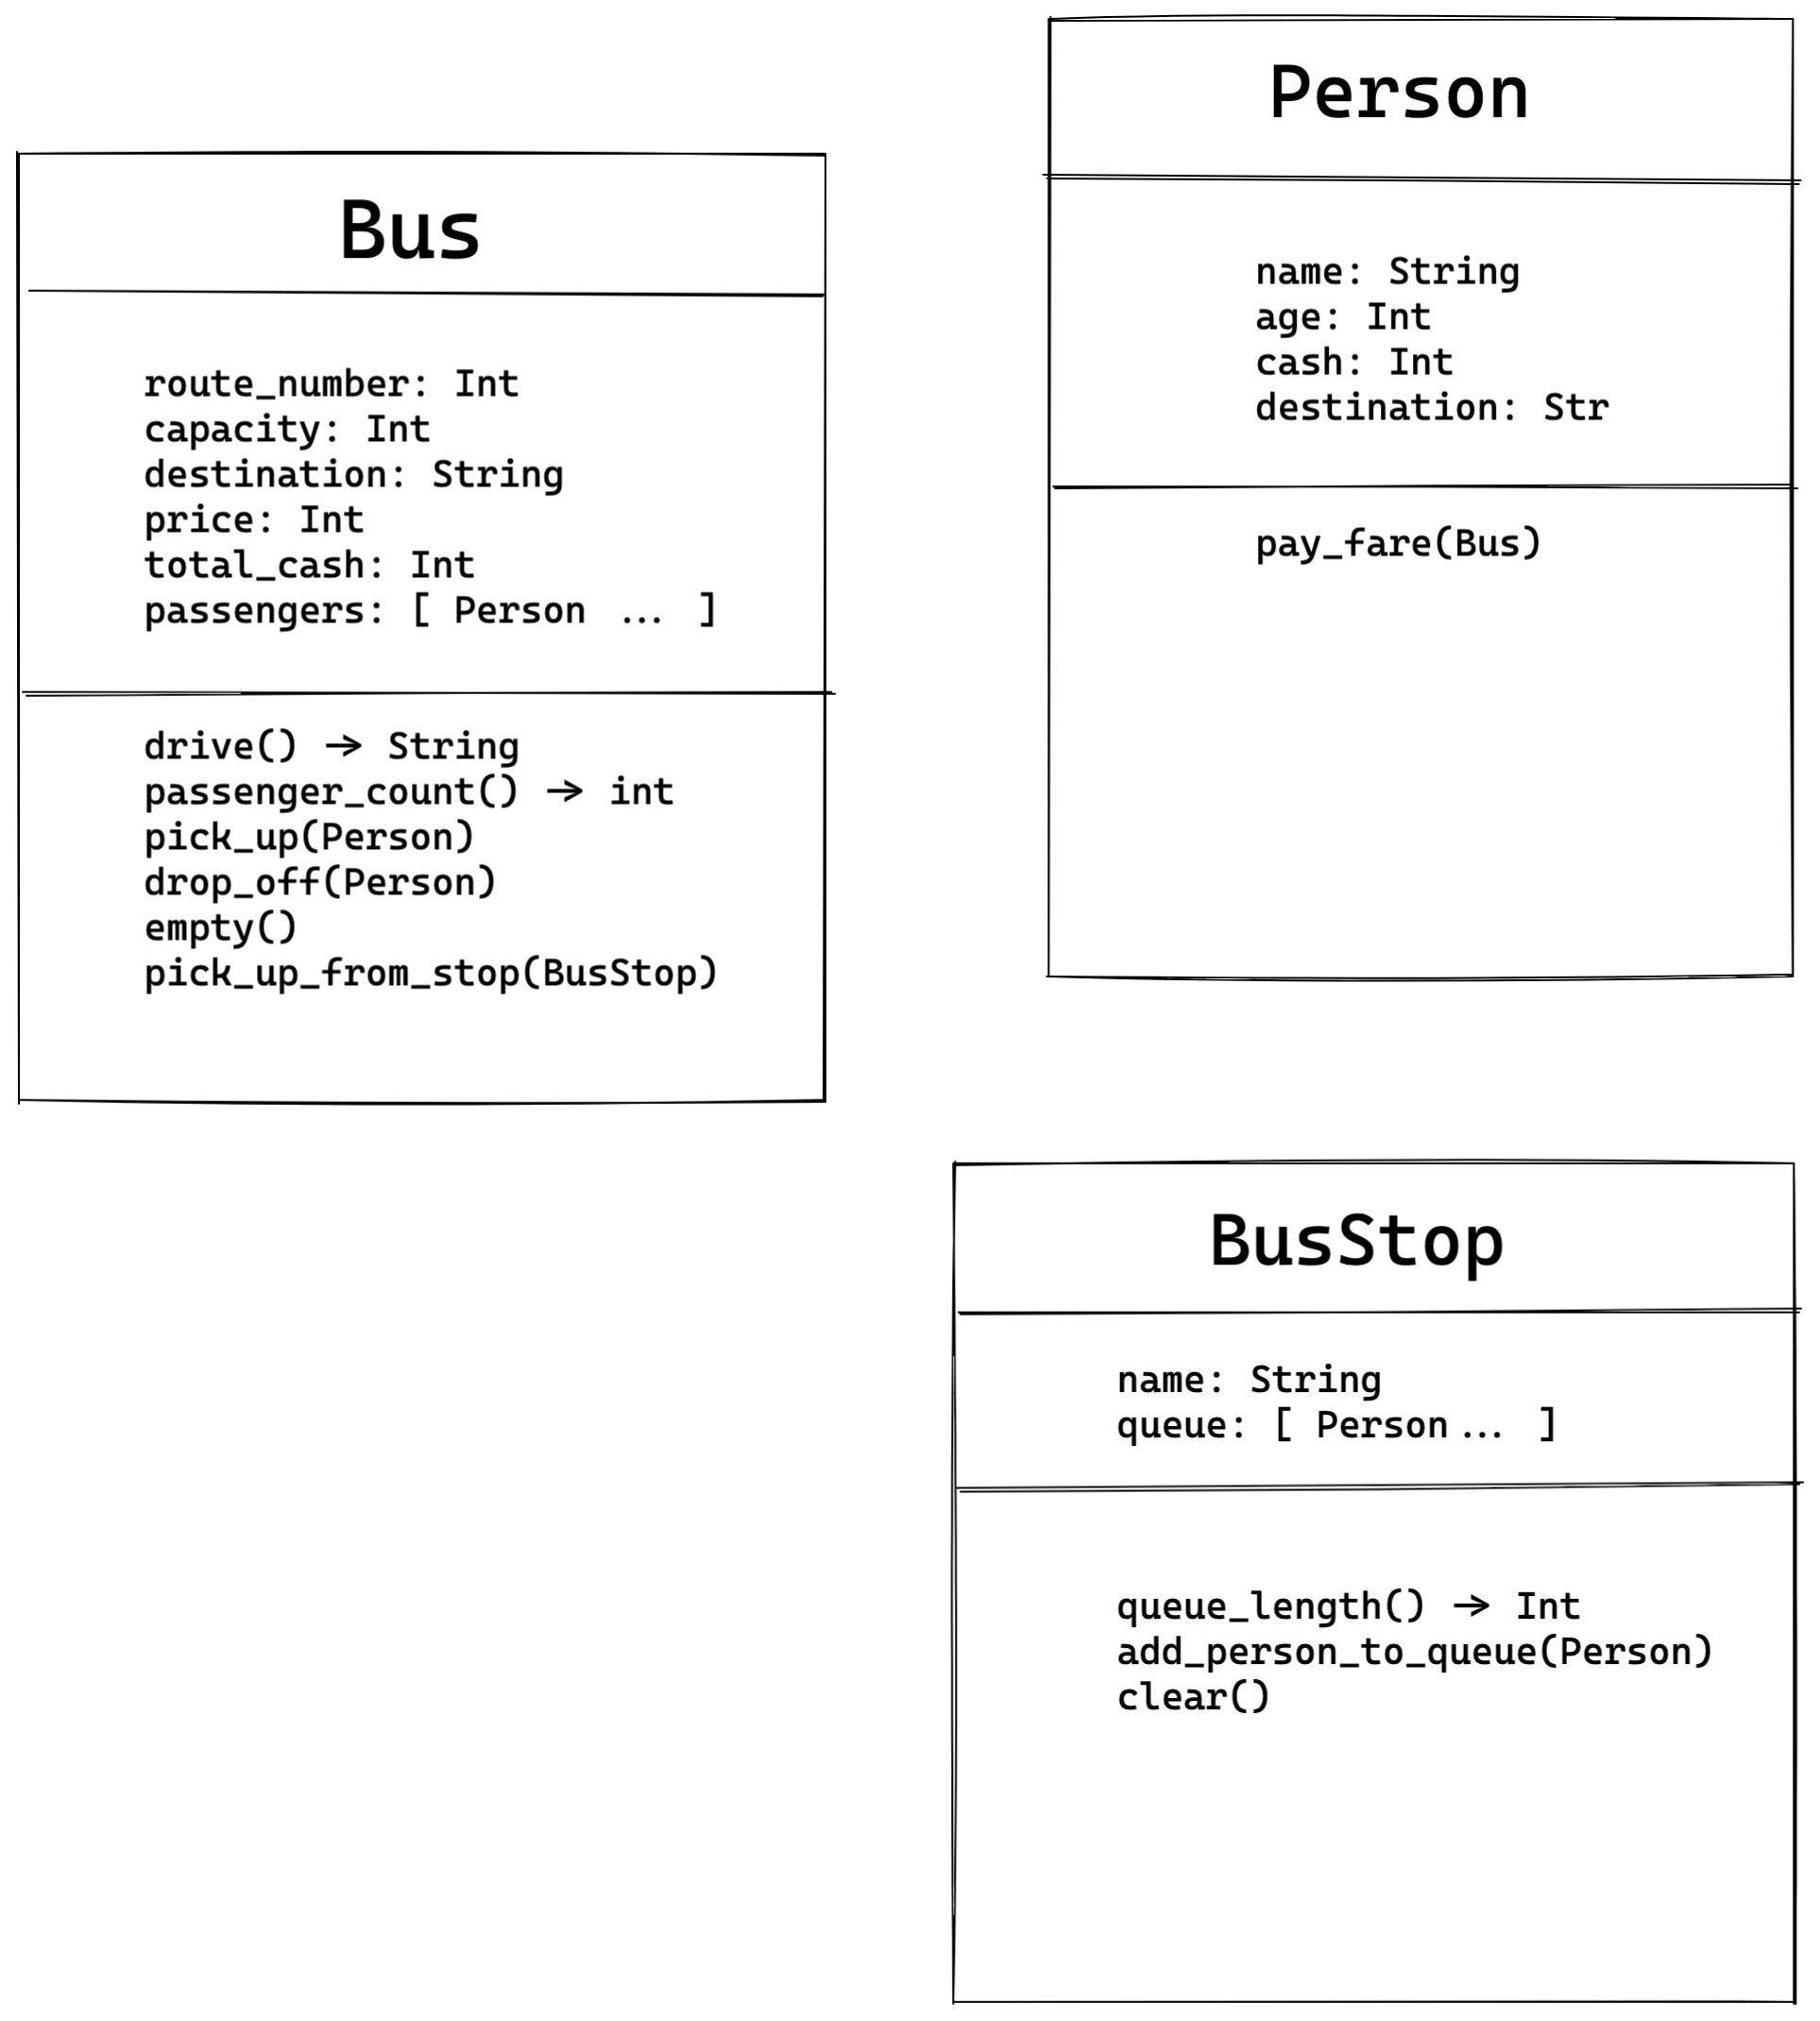 Bus
route_number: Int
capacity: Int
destination: String
price: Int
total_cash: Int
passengers: [ Person ... ]
drive() -> String
passenger_count() -> int
pick_up(Person)
drop_off(Person)
empty()
pick_up_from_stop(BusStop)
Person
name: String
age: Int
cash: Int
destination: Str
pay_fare(Bus)
BusStop
name: String
queue: [ Person... ]
queue_length() -> Int
add_person_to_queue(Person)
clear()